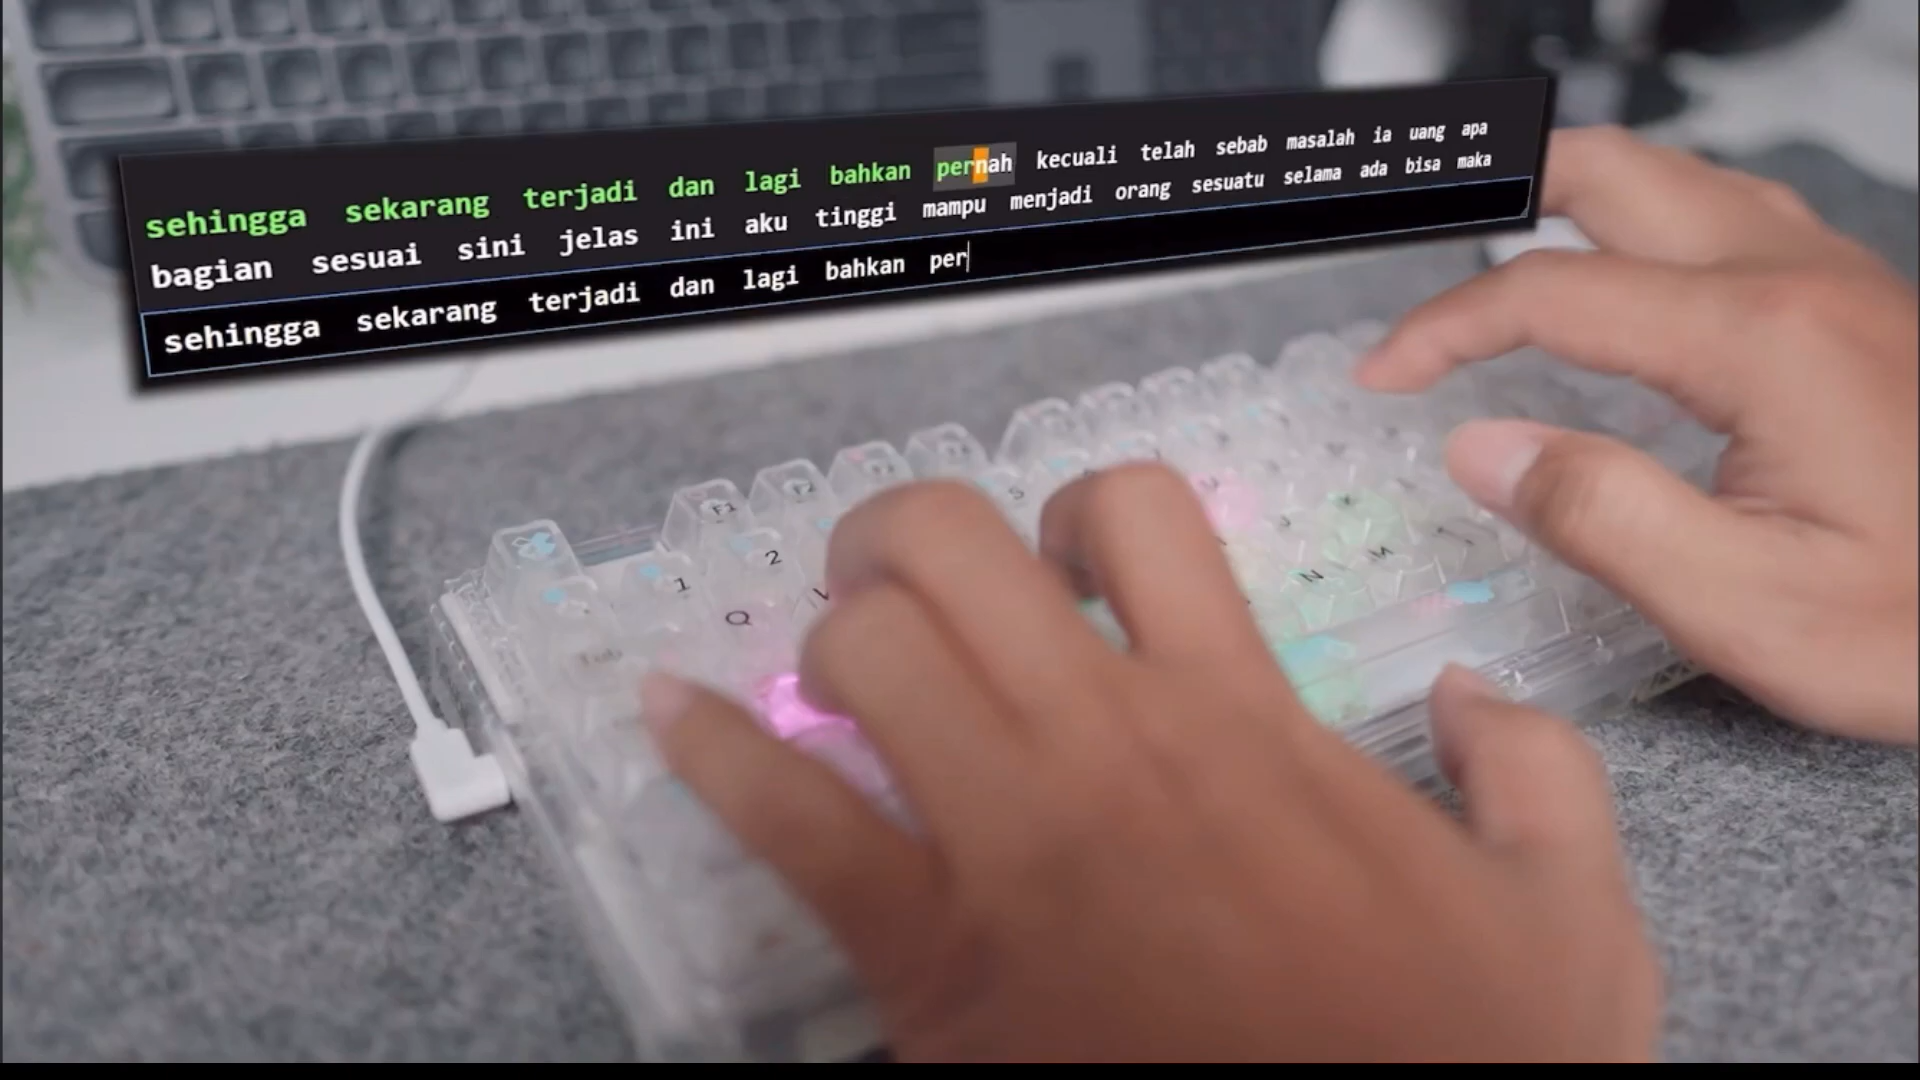 sehingga sekarang terjadi dan lagi bahkan pernah kecuali telah sebab masalah ia uang apa
bagian sesuai sini jelas ini aku tinggi mampu menjadi orang sesuatu selama ada bisa maka
sehingga sekarang terjadi dan lagi bahkan per
F1 F2
1 2
Q
N M